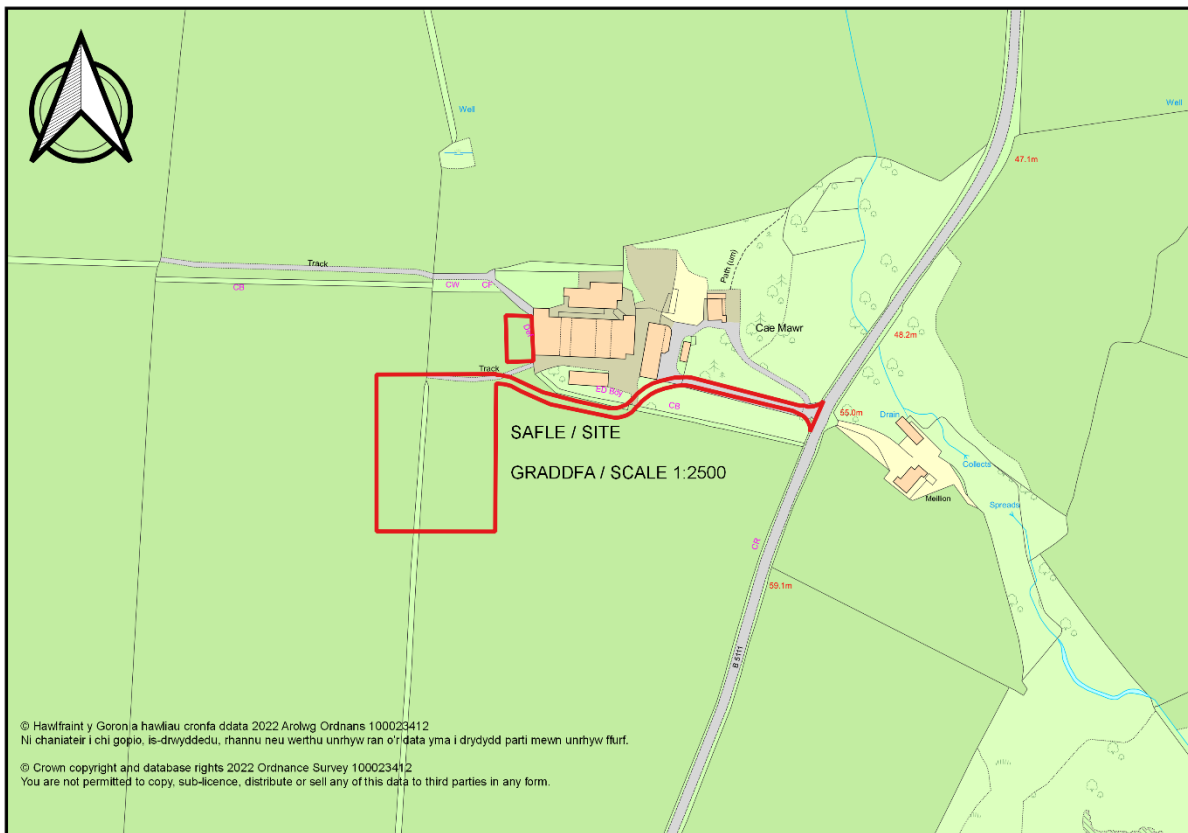 Well
Well
47.1m
Track
CB
CW
CF
Path (um)
Cae Mawr
48.2m
Def
Track
ED Bdy
CB
55.0m
Drain
SAFLE / SITE
Collects
GRADDFA / SCALE 1:2500
Meillion
Spreads
CR
59.1m
B 5111
© Hawlfraint y Goron a hawliau cronfa ddata 2022 Arolwg Ordnans 100023412
Ni chaniateir i chi gopio, is-drwyddedu, rhannu neu werthu unrhyw ran o'r data yma i drydydd parti mewn unrhyw ffurf.
© Crown copyright and database rights 2022 Ordnance Survey 100023412
You are not permitted to copy, sub-licence, distribute or sell any of this data to third parties in any form.